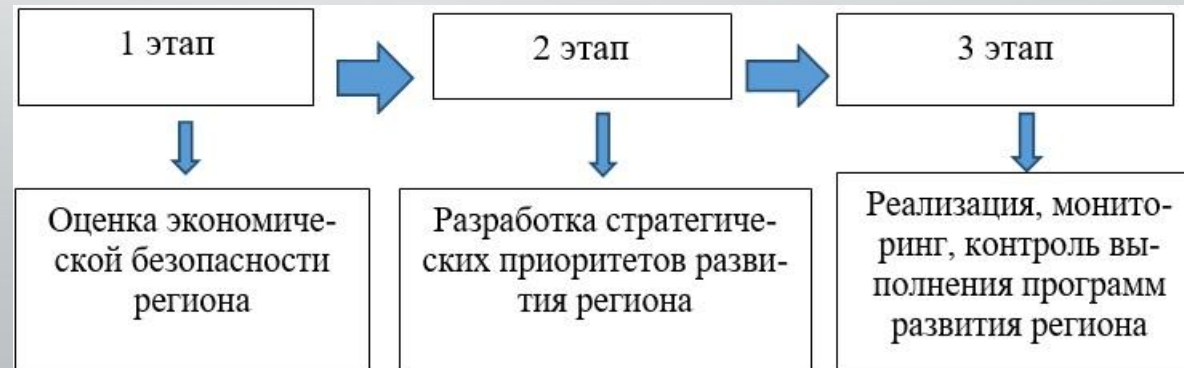 1 этап
2 этап
3 этап
Оценка экономиче-
ской безопасности
региона
Разработка стратегиче-
ских приоритетов разви-
тия региона
Реализация, монито-
ринг, контроль вы-
полнения программ
развития региона